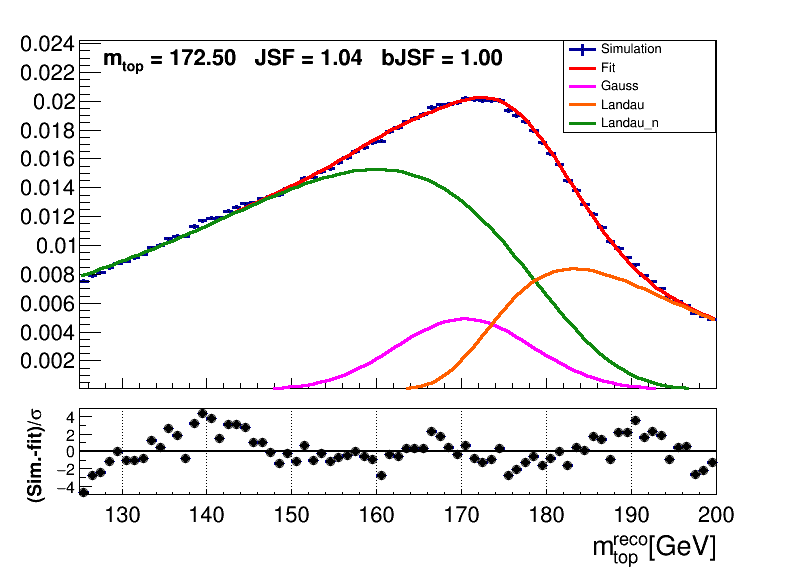 m_top = 172.50 JSF = 1.04 bJSF = 1.00
Simulation
Fit
Gauss
Landau
Landau_n
0.024
0.022
0.02
0.018
0.016
0.014
0.012
0.01
0.008
0.006
0.004
0.002
(Sim.-fit)/σ
4
2
0
−2
−4
130 140 150 160 170 180 190 200
m_top^reco [GeV]